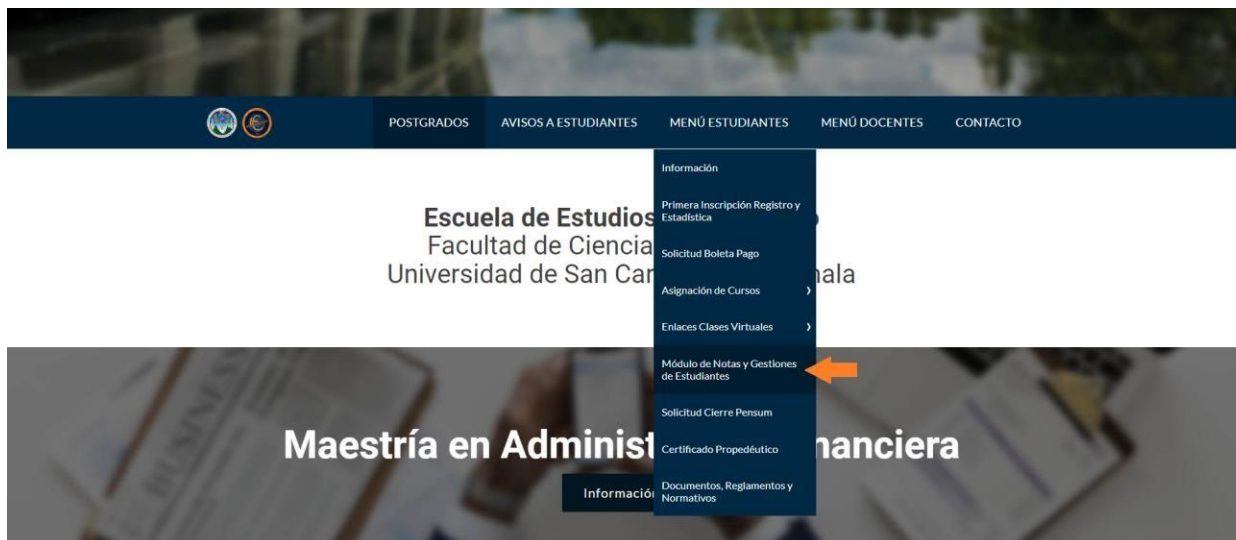 POSTGRADOS AVISOS A ESTUDIANTES MENÚ ESTUDIANTES MENÚ DOCENTES CONTACTO
Información
Primera Inscripción Registro y
Estadística
Solicitud Boleta Pago
Asignación de Cursos
Enlaces Clases Virtuales
Módulo de Notas y Gestiones
de Estudiantes
Solicitud Cierre Pensum
Certificado Propedéutico
Documentos, Reglamentos y
Normativos
Escuela de Estudios
Facultad de Ciencia
Universidad de San Car nala
BUSINESS
Maestría en Administ nanciera
Informació